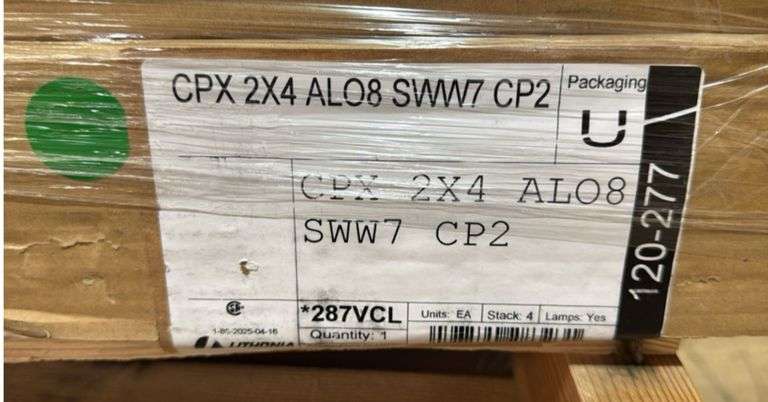 CPX 2X4 ALO8 SWW7 CP2
Packaging
U
120-277
CPX 2X4 ALO8
SWW7 CP2
*287VCL
Units: EA
Stack: 4
Lamps: Yes
Quantity: 1
LITHONIA